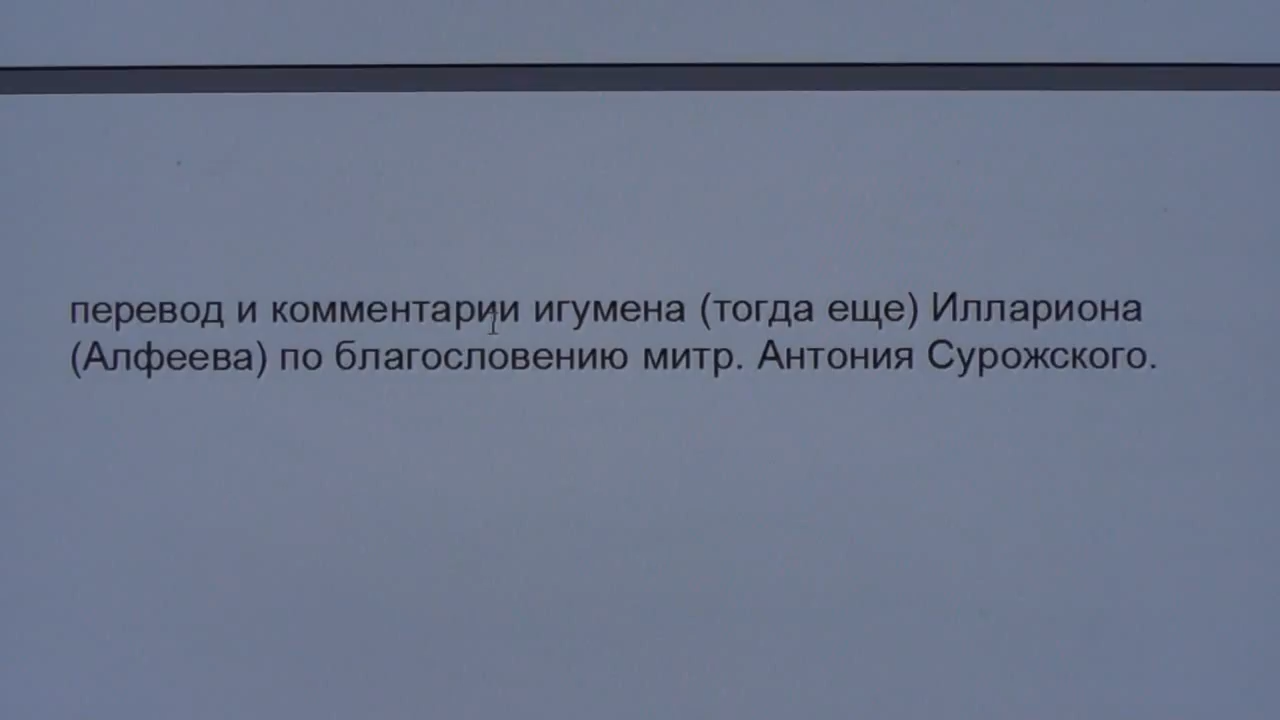 перевод и комментарии игумена (тогда еще) Иллариона
(Алфеева) по благословению митр. Антония Сурожского.